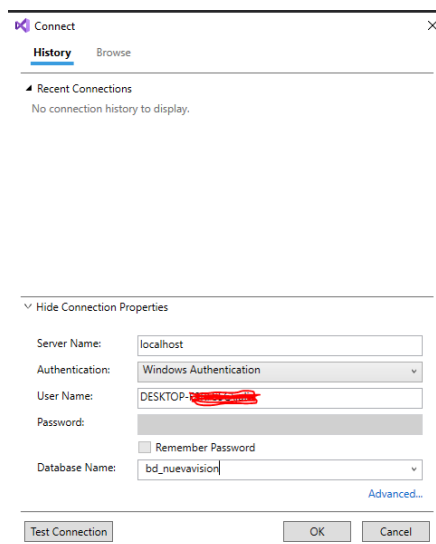 Connect
History Browse
Recent Connections
No connection history to display.
Hide Connection Properties
Server Name: localhost
Authentication: Windows Authentication
User Name: DESKTOP-
Password:
Remember Password
Database Name: bd_nuevavision
Advanced...
Test Connection OK Cancel